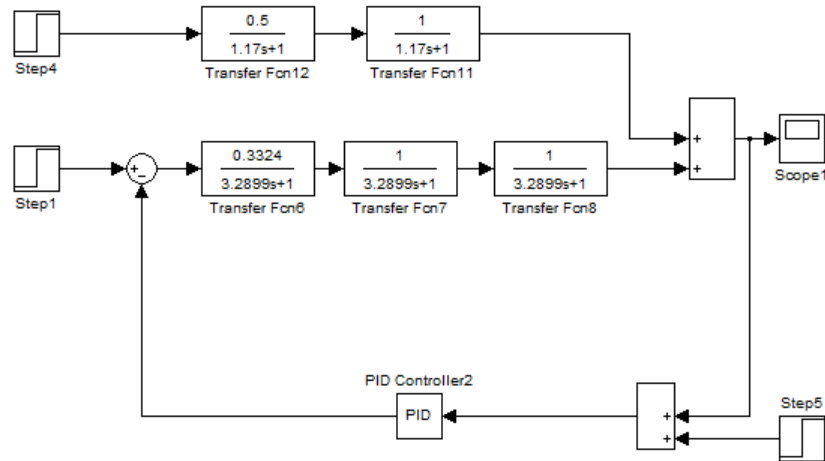 0.5
1.17s+1
1
1.17s+1
Step4
Transfer Fcn12
Transfer Fcn11
+
+
Scope1
+
−
0.3324
3.2899s+1
1
3.2899s+1
1
3.2899s+1
Step1
Transfer Fcn6
Transfer Fcn7
Transfer Fcn8
PID Controller2
PID
+
+
Step5